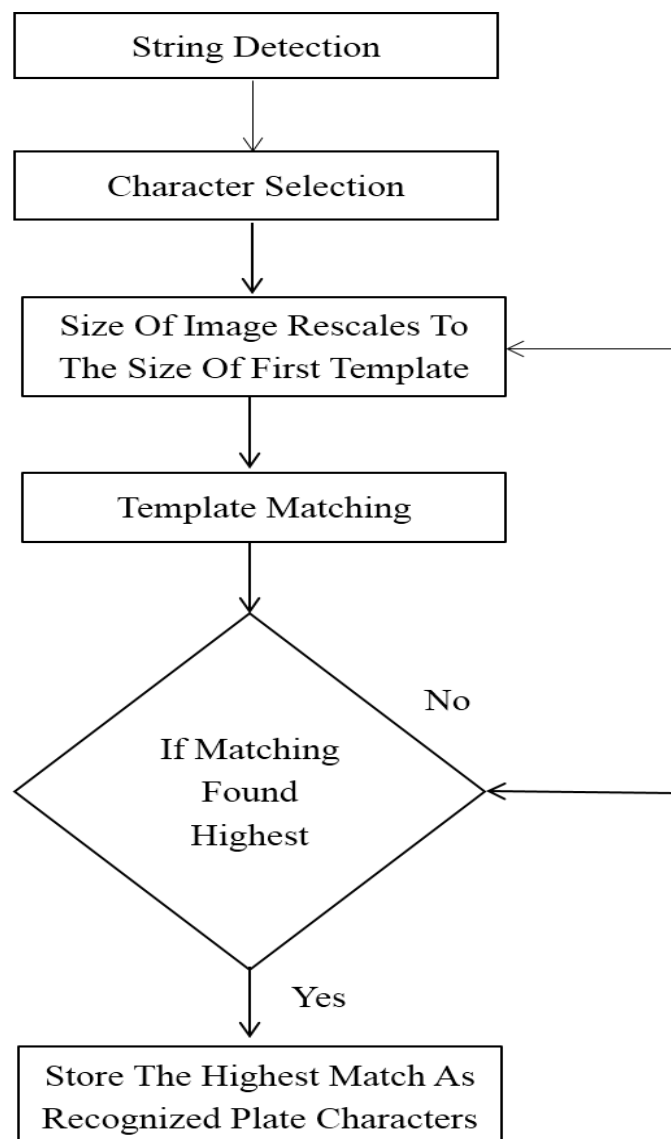 String Detection
Character Selection
Size Of Image Rescales To
The Size Of First Template
Template Matching
No
If Matching
Found
Highest
Yes
Store The Highest Match As
Recognized Plate Characters